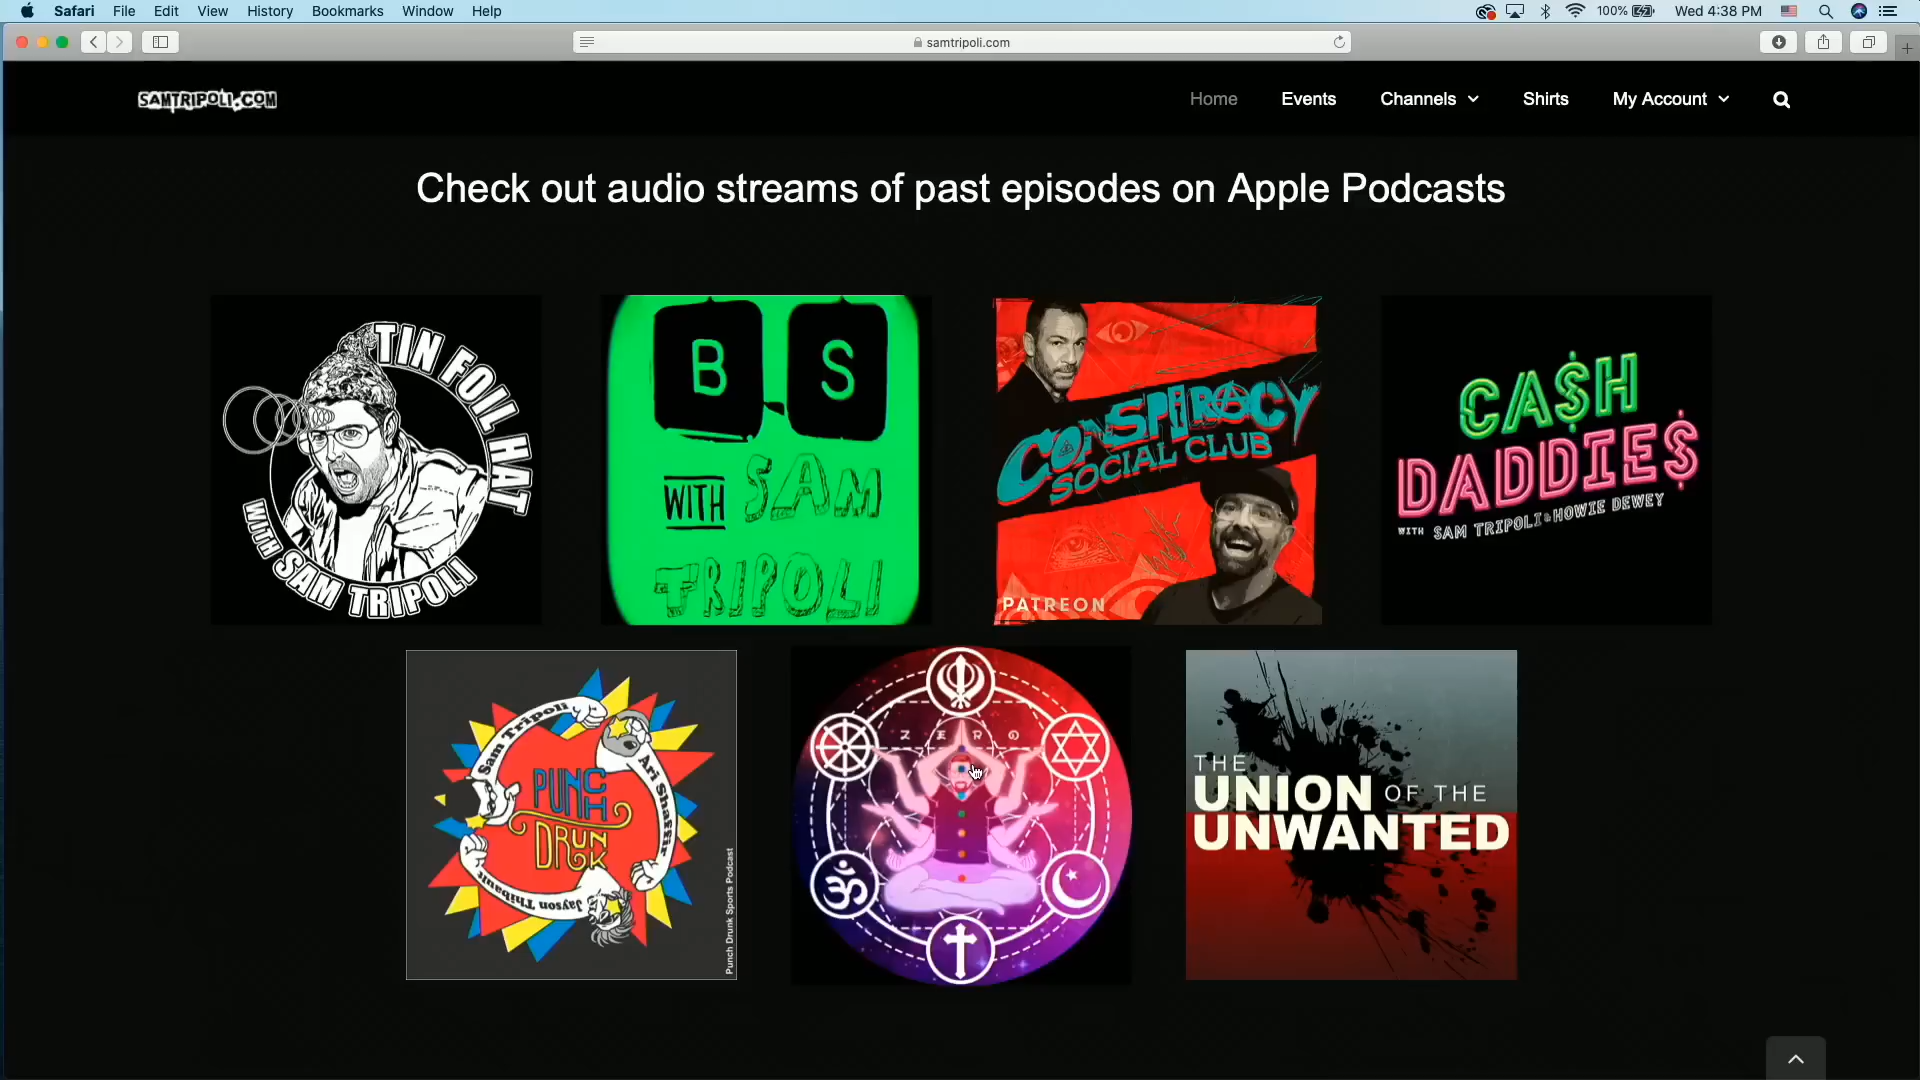 Safari File Edit View History Bookmarks Window Help 100% Wed 4:38 PM
samtripoli.com
SAMTRIPOLI.COM
Home Events Channels Shirts My Account
Check out audio streams of past episodes on Apple Podcasts
TIN FOIL HAT
WITH SAM TRIPOLI
B S
WITH SAM
TRIPOLI
CONSPIRACY
SOCIAL CLUB
PATREON
CA$H
DADDIE$
WITH SAM TRIPOLI & HOWIE DEWEY
Sam Tripoli
Ari Shaffir
Jayson Thibault
PUNCH
DRUNK
Punch Drunk Sports Podcast
ZERO
THE
UNION OF THE
UNWANTED